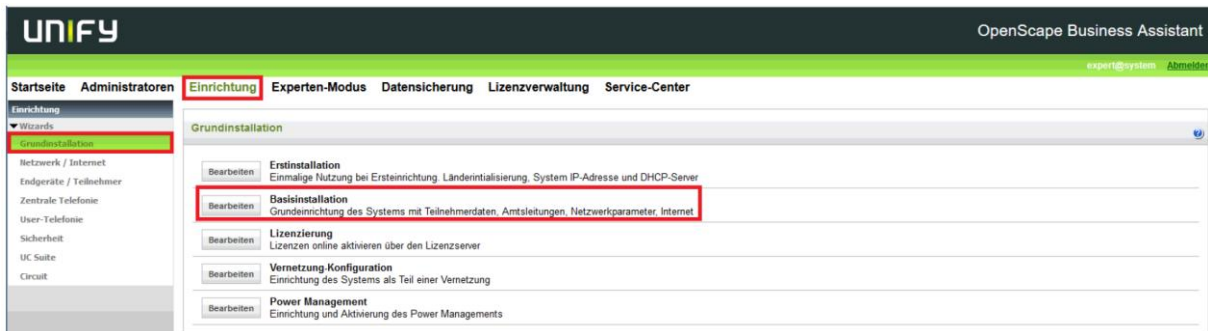 UNIFY
OpenScape Business Assistant
expert@system Abmelden
Startseite Administratoren Einrichtung Experten-Modus Datensicherung Lizenzverwaltung Service-Center
Einrichtung
Wizards
Grundinstallation
Netzwerk / Internet
Endgeräte / Teilnehmer
Zentrale Telefonie
User-Telefonie
Sicherheit
UC Suite
Circuit
Grundinstallation
Bearbeiten
Erstinstallation
Einmalige Nutzung bei Ersteinrichtung. Länderintialisierung, System IP-Adresse und DHCP-Server
Bearbeiten
Basisinstallation
Grundeinrichtung des Systems mit Teilnehmerdaten, Amtsleitungen, Netzwerkparameter, Internet
Bearbeiten
Lizenzierung
Lizenzen online aktivieren über den Lizenzserver
Bearbeiten
Vernetzung-Konfiguration
Einrichtung des Systems als Teil einer Vernetzung
Bearbeiten
Power Management
Einrichtung und Aktivierung des Power Managements